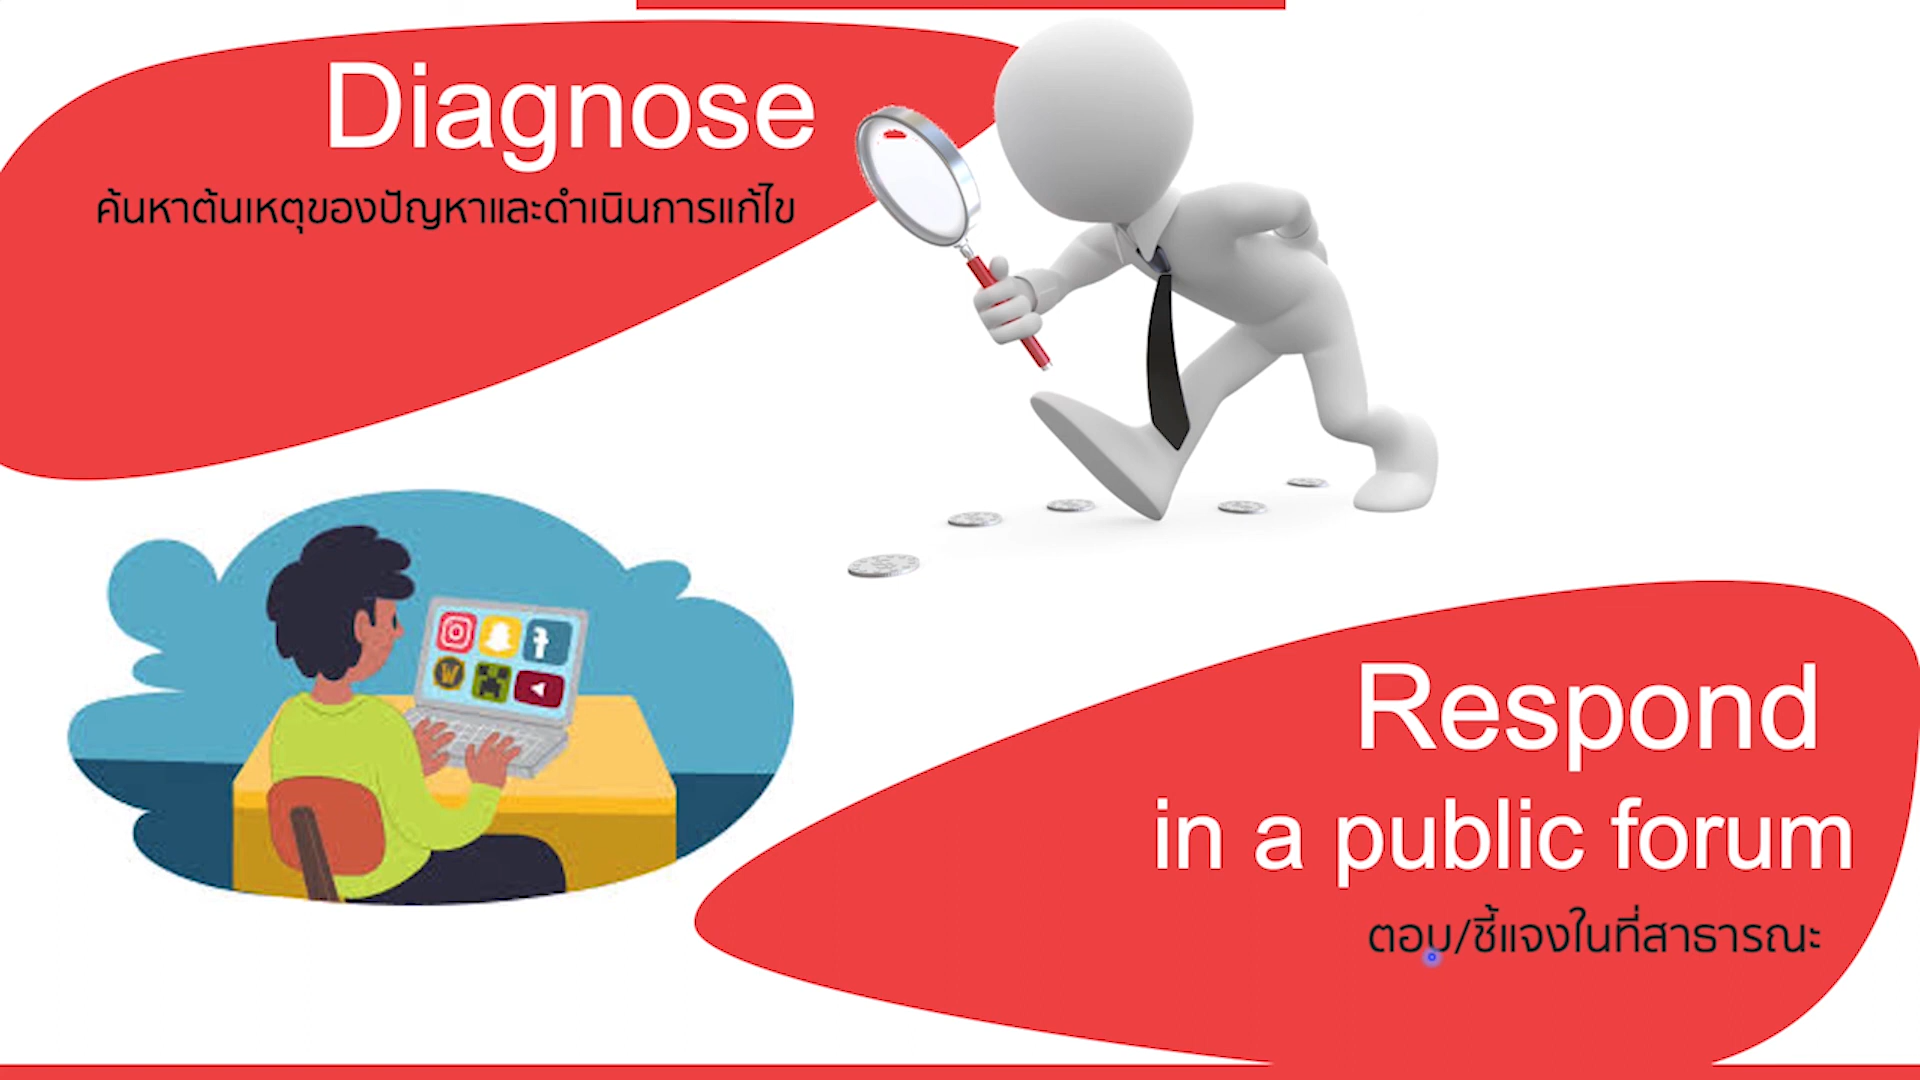 Diagnose
ค้นหาต้นเหตุของปัญหาและดำเนินการแก้ไข
W
Respond
in a public forum
ตอบ/ชี้แจงในที่สาธารณะ